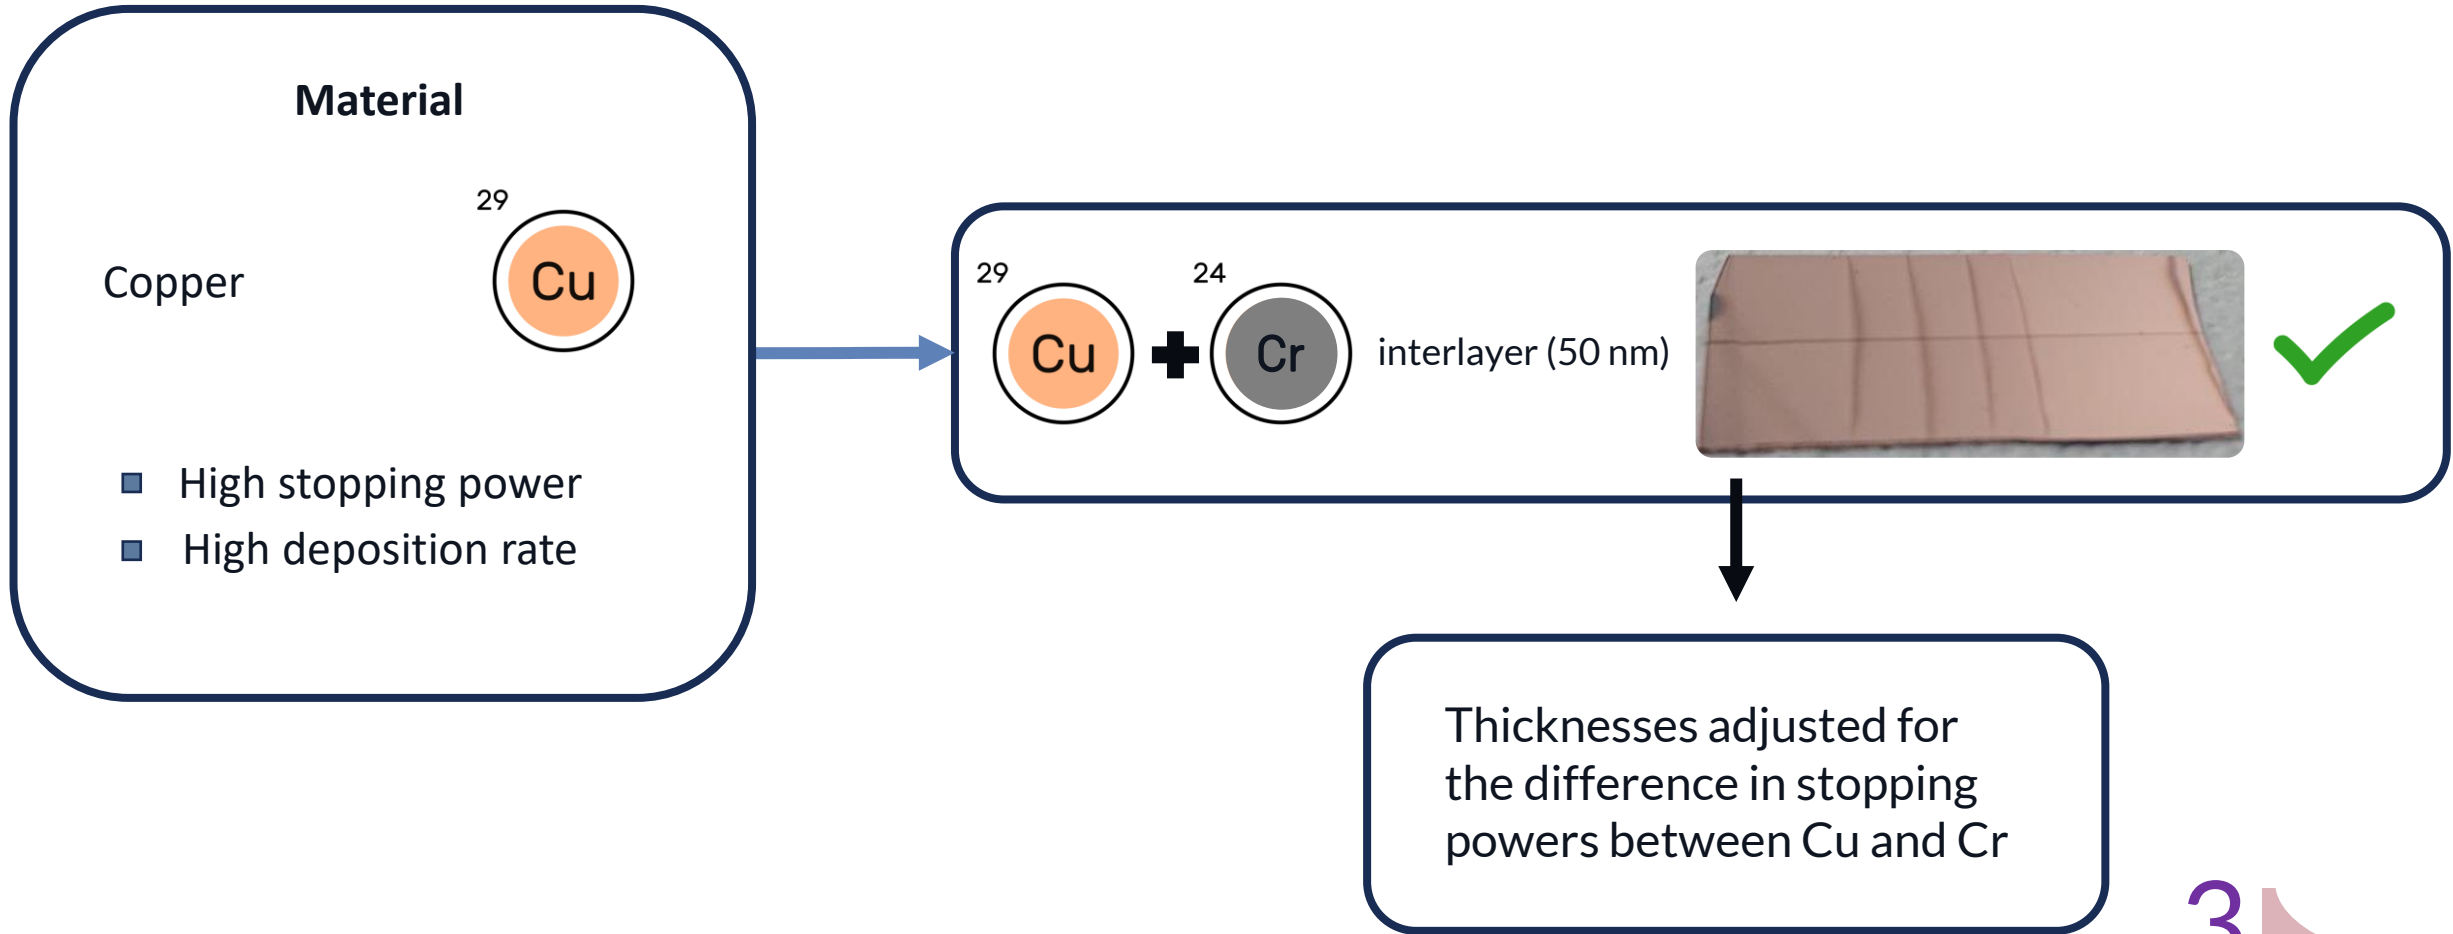 Material
29
Copper
Cu
High stopping power
High deposition rate
29
Cu
24
Cr
interlayer (50 nm)
Thicknesses adjusted for
the difference in stopping
powers between Cu and Cr
3